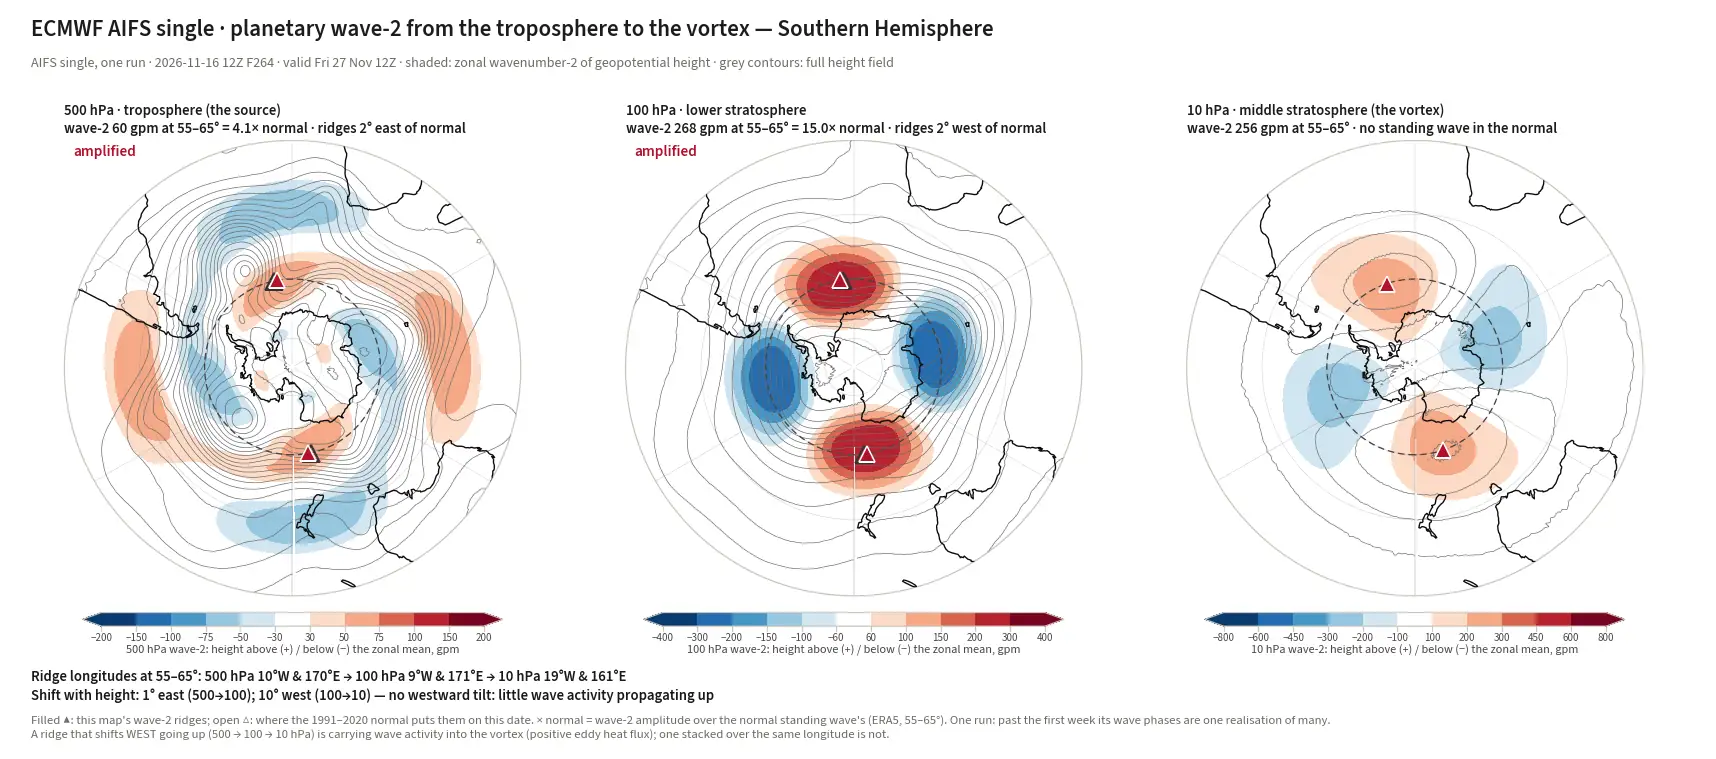 ECMWF AIFS single · planetary wave-2 from the troposphere to the vortex — Southern Hemisphere
AIFS single, one run · 2026-11-16 12Z F264 · valid Fri 27 Nov 12Z · shaded: zonal wavenumber-2 of geopotential height · grey contours: full height field
500 hPa · troposphere (the source)
wave-2 60 gpm at 55–65° = 4.1× normal · ridges 2° east of normal
amplified
100 hPa · lower stratosphere
wave-2 268 gpm at 55–65° = 15.0× normal · ridges 2° west of normal
amplified
10 hPa · middle stratosphere (the vortex)
wave-2 256 gpm at 55–65° · no standing wave in the normal
−200 −150 −100 −75 −50 −30 30 50 75 100 150 200
500 hPa wave-2: height above (+) / below (−) the zonal mean, gpm
−400 −300 −200 −150 −100 −60 60 100 150 200 300 400
100 hPa wave-2: height above (+) / below (−) the zonal mean, gpm
−800 −600 −450 −300 −200 −100 100 200 300 450 600 800
10 hPa wave-2: height above (+) / below (−) the zonal mean, gpm
Ridge longitudes at 55–65°: 500 hPa 10°W & 170°E → 100 hPa 9°W & 171°E → 10 hPa 19°W & 161°E
Shift with height: 1° east (500→100); 10° west (100→10) — no westward tilt: little wave activity propagating up
Filled ▲: this map's wave-2 ridges; open △: where the 1991–2020 normal puts them on this date. × normal = wave-2 amplitude over the normal standing wave's (ERA5, 55–65°). One run: past the first week its wave phases are one realisation of many.
A ridge that shifts WEST going up (500 → 100 → 10 hPa) is carrying wave activity into the vortex (positive eddy heat flux); one stacked over the same longitude is not.